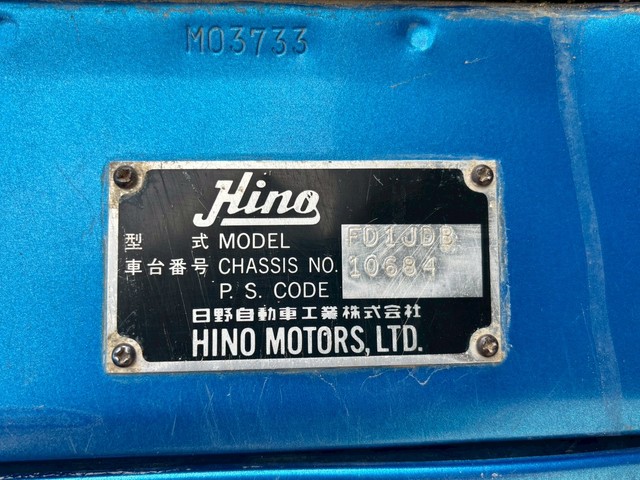 M03733
Hino
型 式 MODEL FD1JDB
車台番号 CHASSIS NO. 10684
P. S. CODE
日野自動車工業株式会社
HINO MOTORS, LTD.